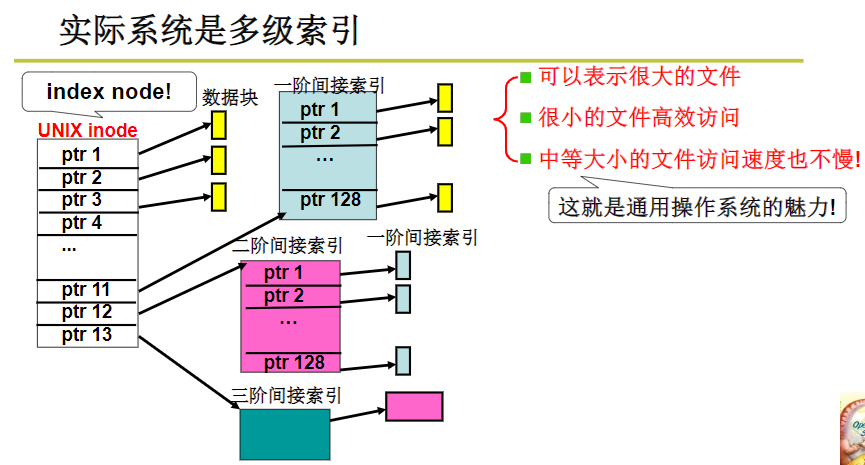 实际系统是多级索引
index node!
UNIX inode
ptr 1
ptr 2
ptr 3
ptr 4
...
ptr 11
ptr 12
ptr 13
数据块
一阶间接索引
ptr 1
ptr 2
...
ptr 128
二阶间接索引
ptr 1
ptr 2
...
ptr 128
一阶间接索引
三阶间接索引
可以表示很大的文件
很小的文件高效访问
中等大小的文件访问速度也不慢!
这就是通用操作系统的魅力!